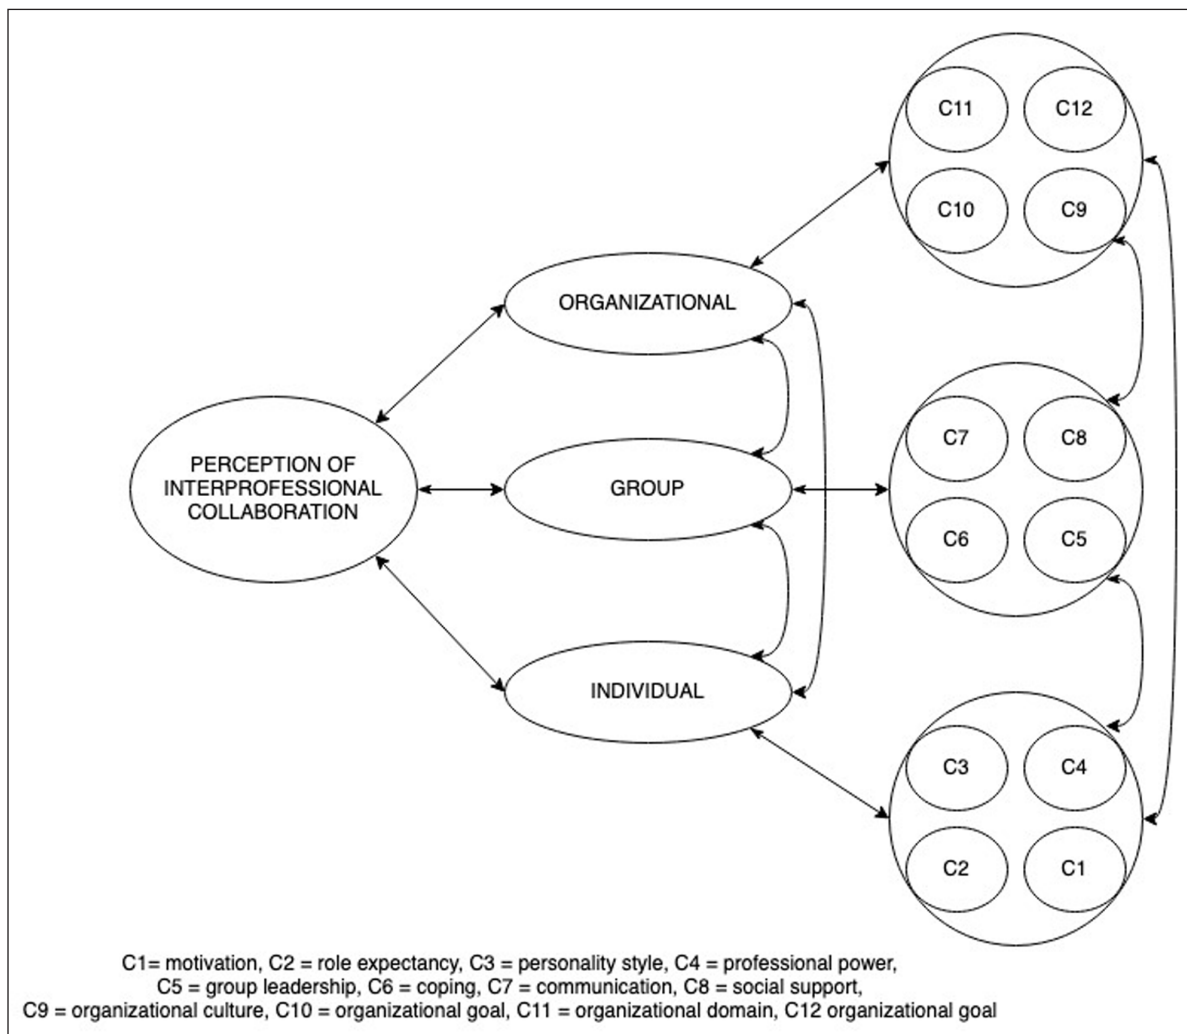 C11
C12
C10
C9
ORGANIZATIONAL
PERCEPTION OF
INTERPROFESSIONAL
COLLABORATION
GROUP
C7
C8
C6
C5
INDIVIDUAL
C3
C4
C2
C1
C1= motivation, C2 = role expectancy, C3 = personality style, C4 = professional power,
C5 = group leadership, C6 = coping, C7 = communication, C8 = social support,
C9 = organizational culture, C10 = organizational goal, C11 = organizational domain, C12 organizational goal